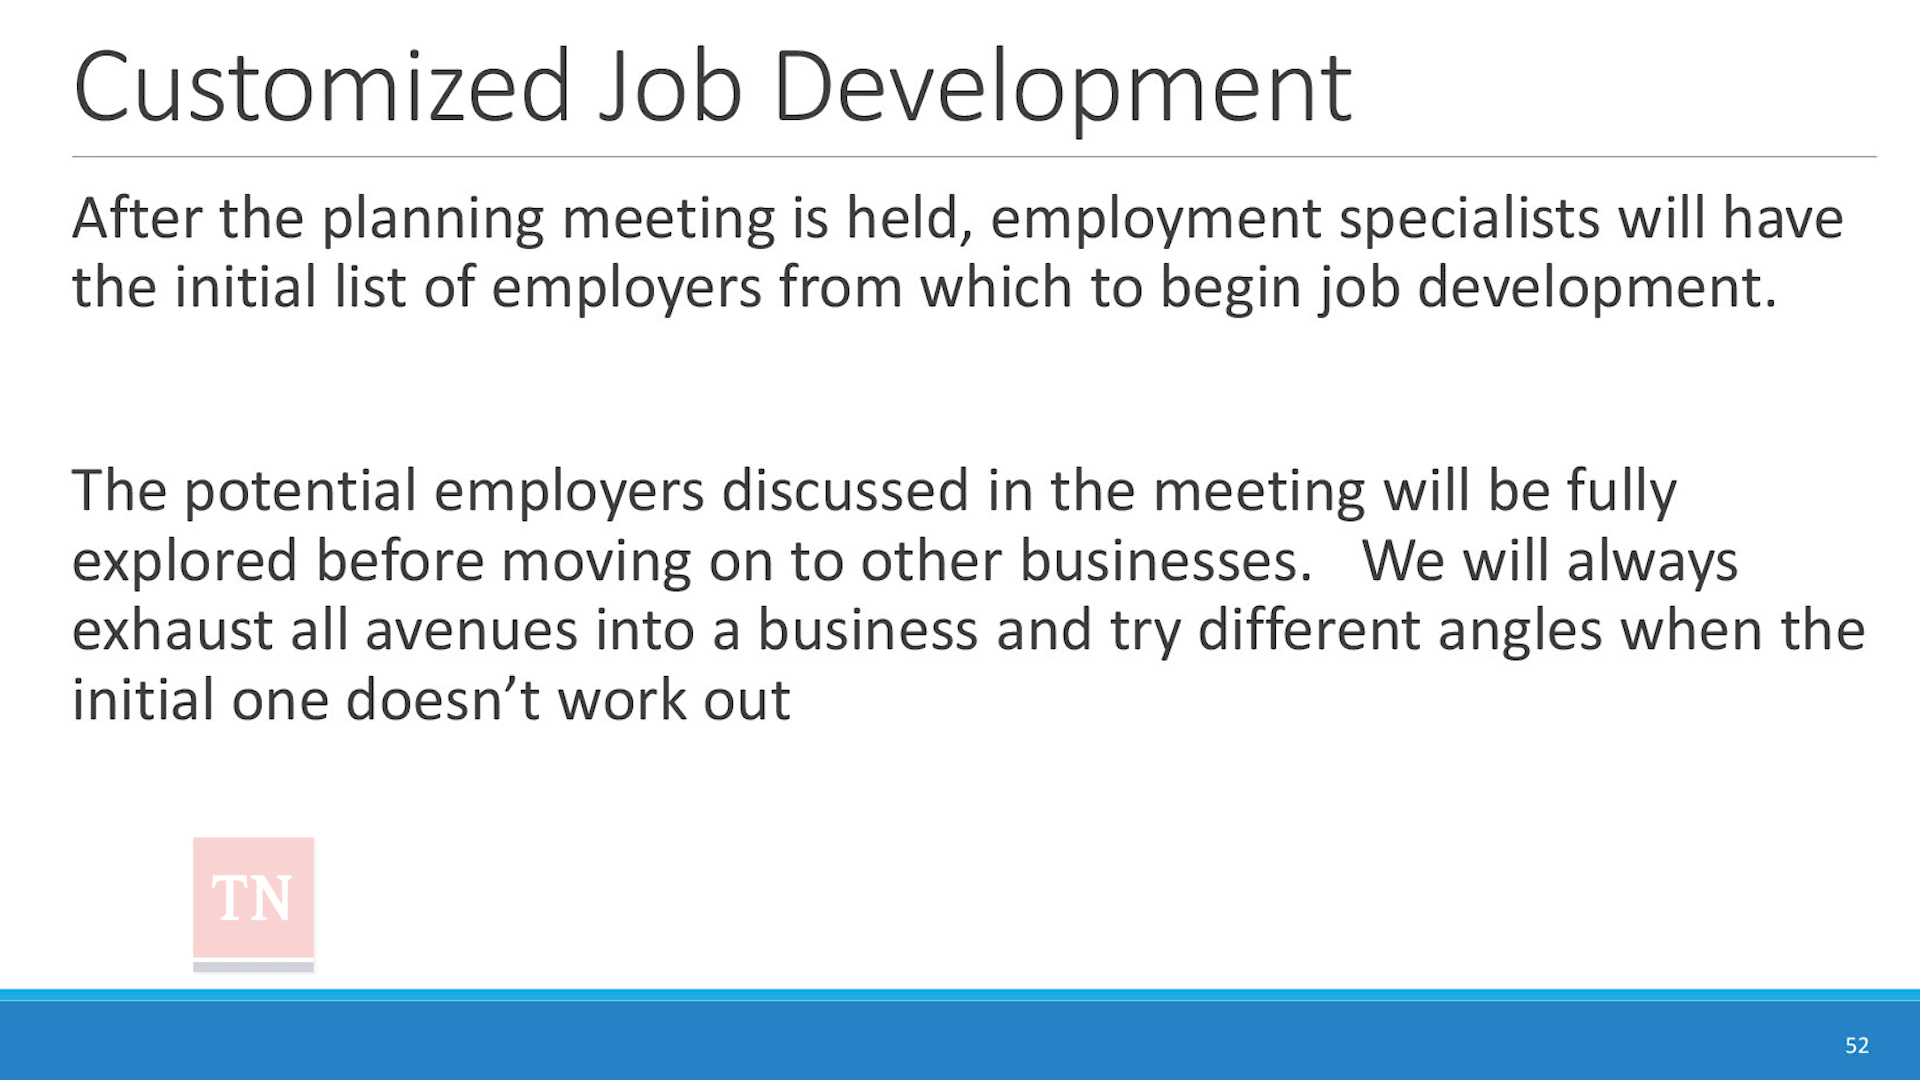 Customized Job Development
After the planning meeting is held, employment specialists will have
the initial list of employers from which to begin job development.
The potential employers discussed in the meeting will be fully
explored before moving on to other businesses.   We will always
exhaust all avenues into a business and try different angles when the
initial one doesn’t work out
TN
52